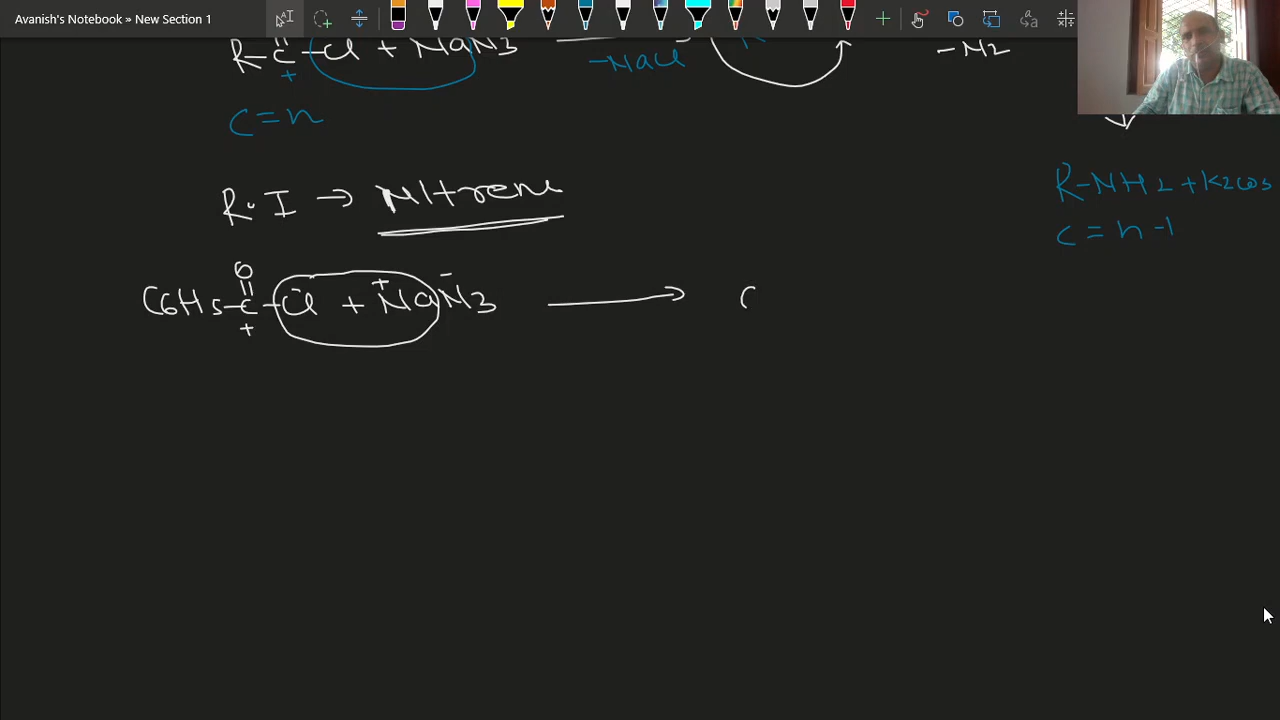 Avanish's Notebook » New Section 1
R-C-Cl + NaN3 -NaCl R -N2
+
C = n
R-NH2 + K2CO3
R.I → Nitrene
C = n-1
O
C6H5-C-Cl + NaN3 → C
+ + -